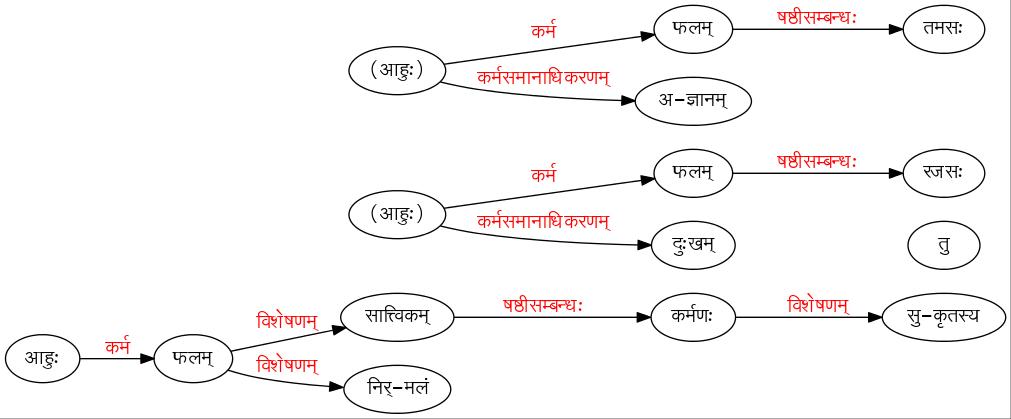 फलम् षष्ठीसम्बन्धः तमसः
कर्म
(आहुः)
कर्मसमानाधिकरणम्
अ-ज्ञानम्
फलम् षष्ठीसम्बन्धः रजसः
कर्म
(आहुः)
कर्मसमानाधिकरणम्
दुःखम् तु
सात्त्विकम् षष्ठीसम्बन्धः कर्मणः विशेषणम् सु-कृतस्य
विशेषणम्
आहुः कर्म फलम्
विशेषणम्
निर्-मलं